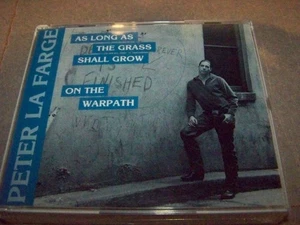 PETER LA FARGE
AS LONG AS
THE GRASS
SHALL GROW
FINISHED
ON THE
WARPATH